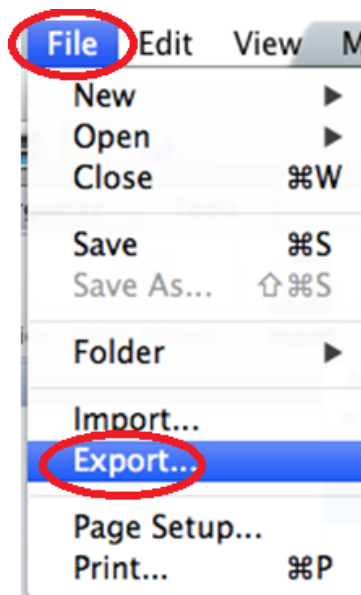 File Edit View M
New ▶
Open ▶
Close ⌘W
Save ⌘S
Save As... ⇧⌘S
Folder ▶
Import...
Export...
Page Setup...
Print... ⌘P